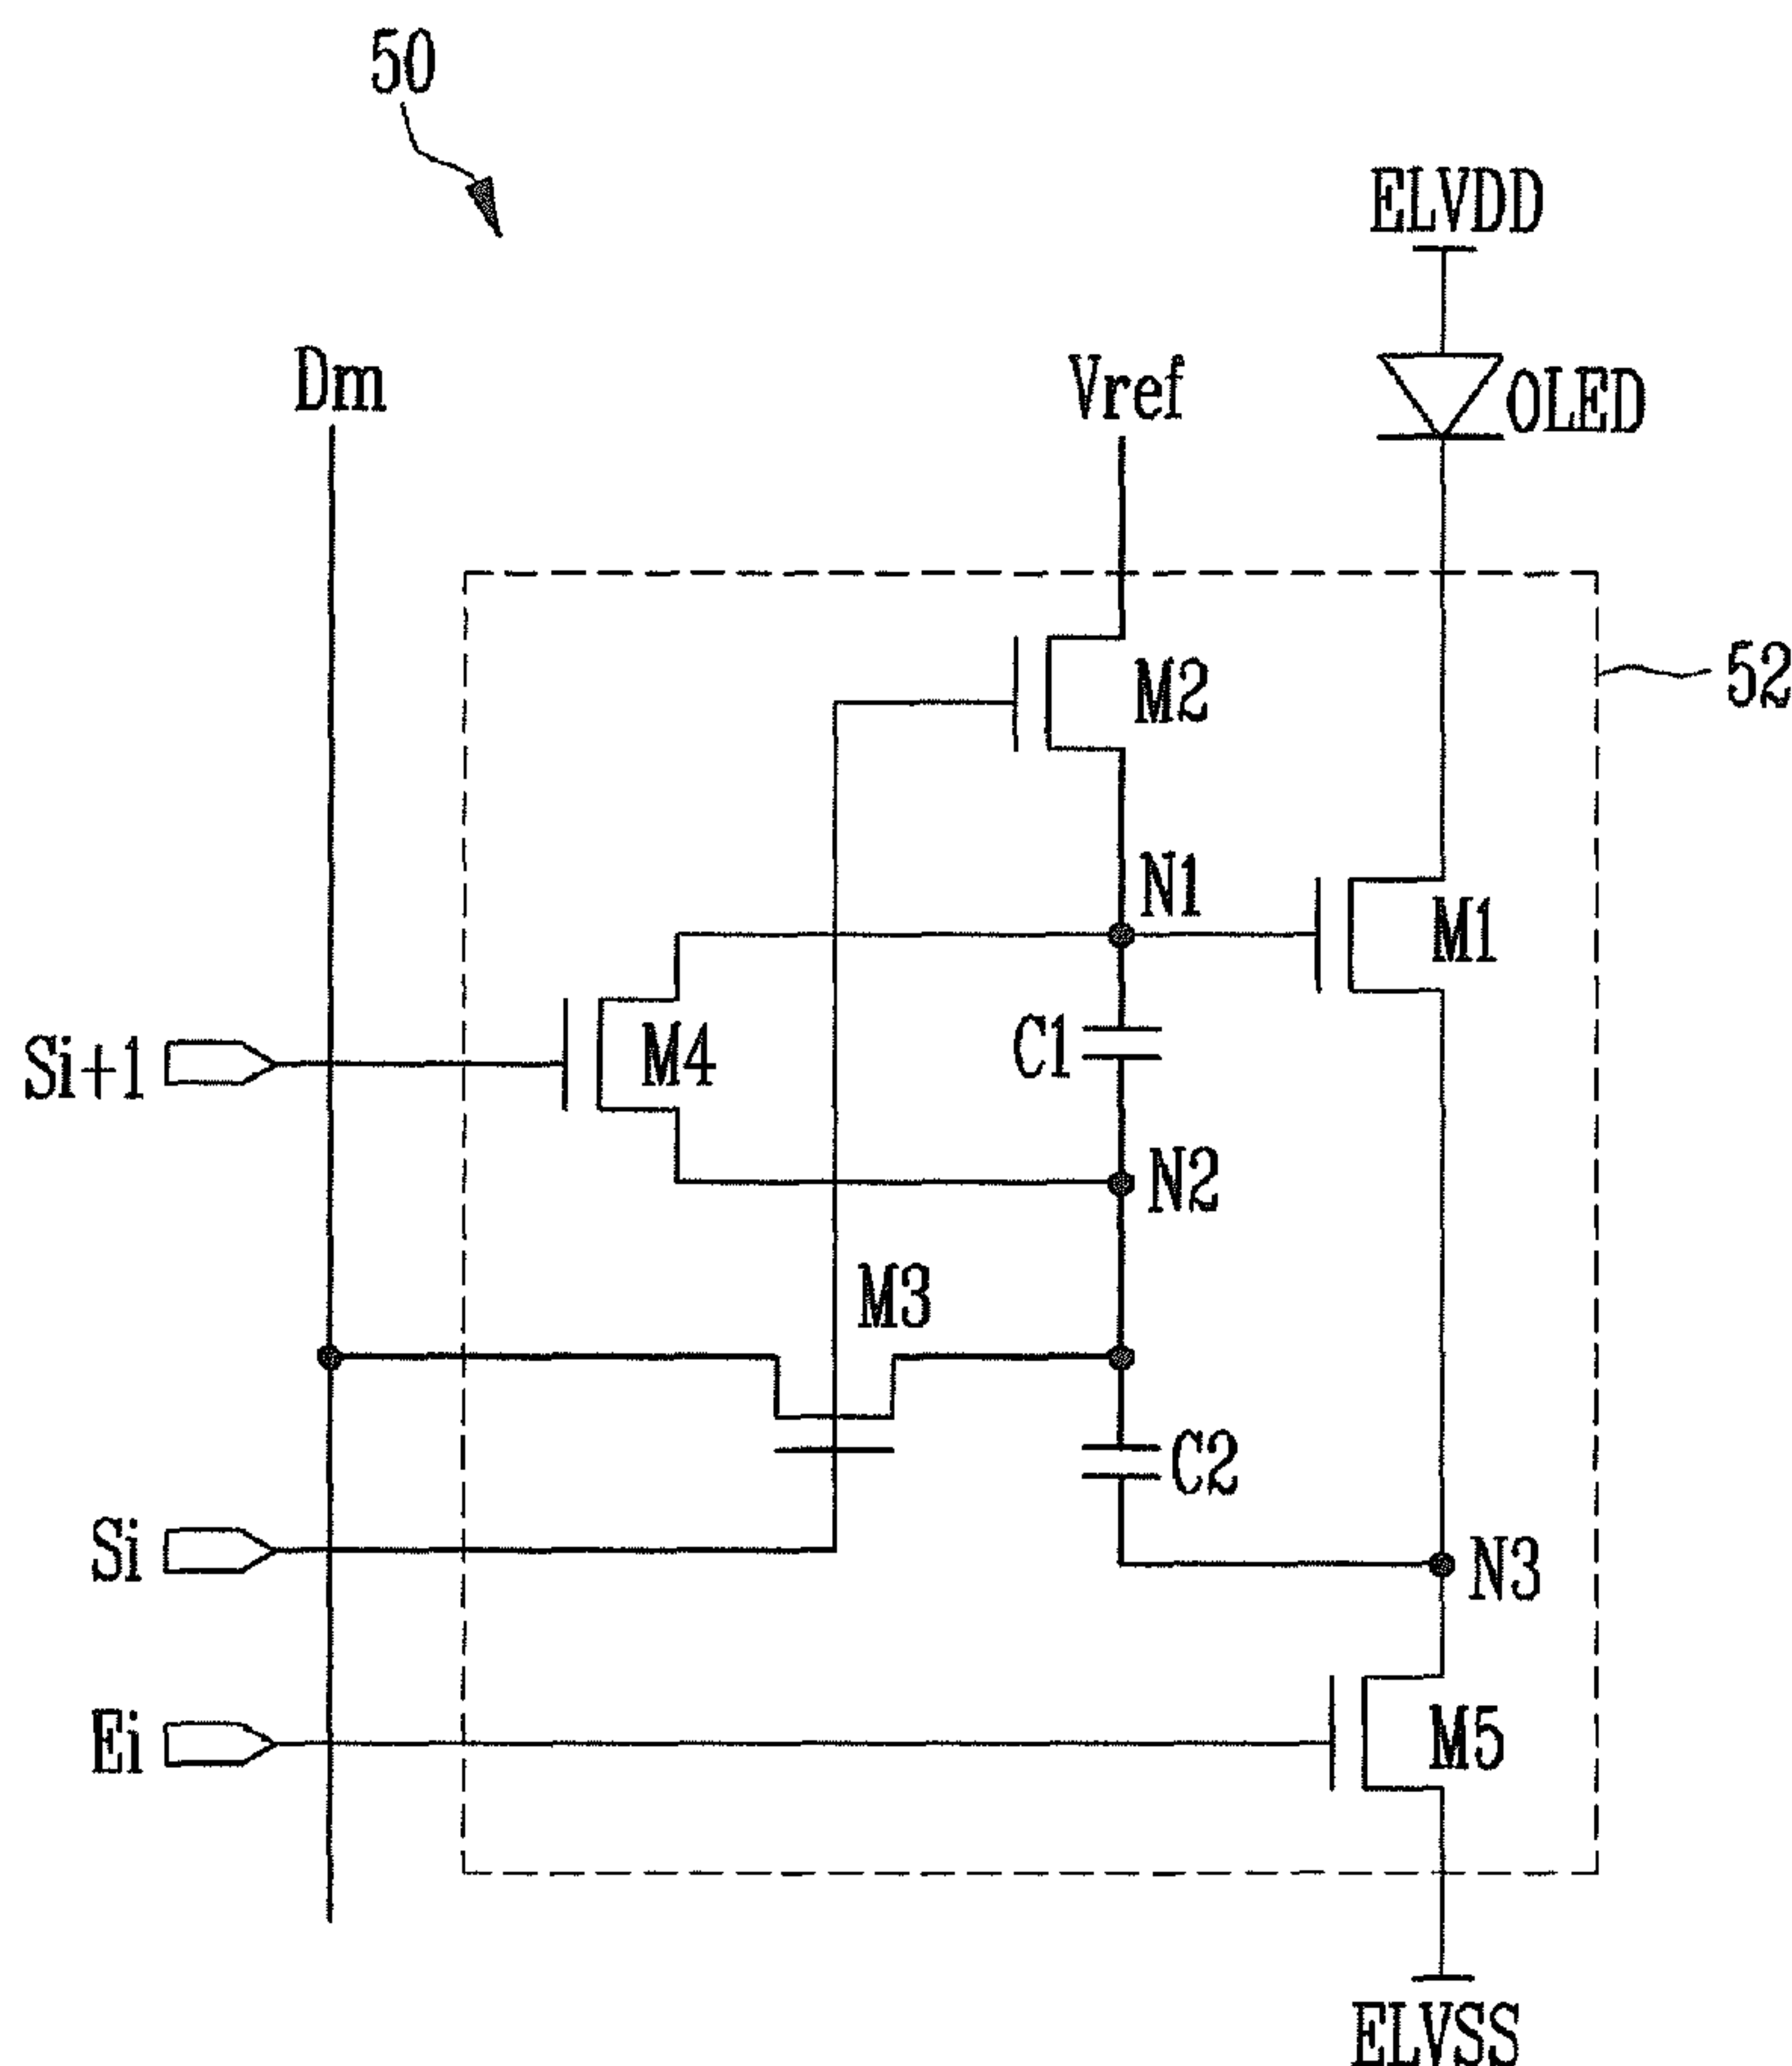 50
ELVDD
Dm
Vref
OLED
M2
52
N1
M1
Si+1
M4
C1
N2
M3
C2
Si
N3
Ei
M5
ELVSS